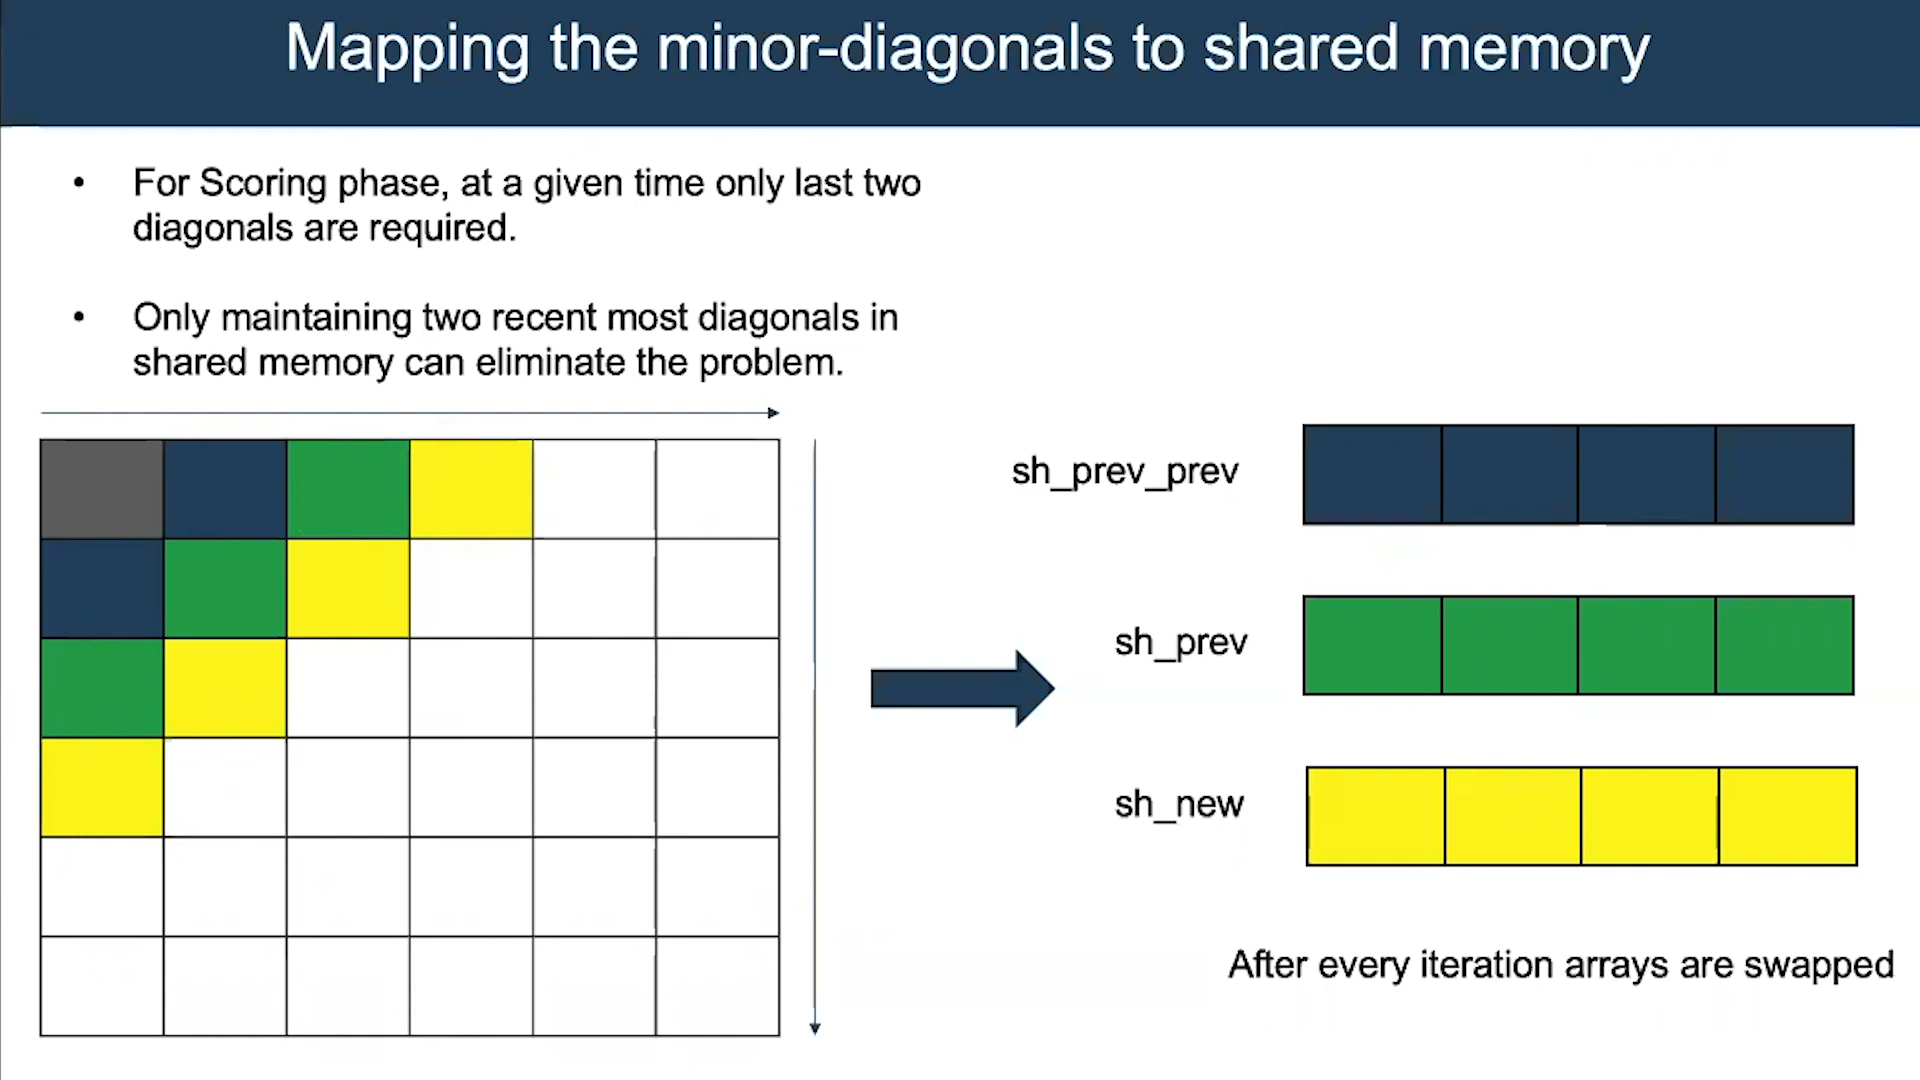 Mapping the minor-diagonals to shared memory
• For Scoring phase, at a given time only last two
diagonals are required.
• Only maintaining two recent most diagonals in
shared memory can eliminate the problem.
sh_prev_prev
sh_prev
sh_new
After every iteration arrays are swapped